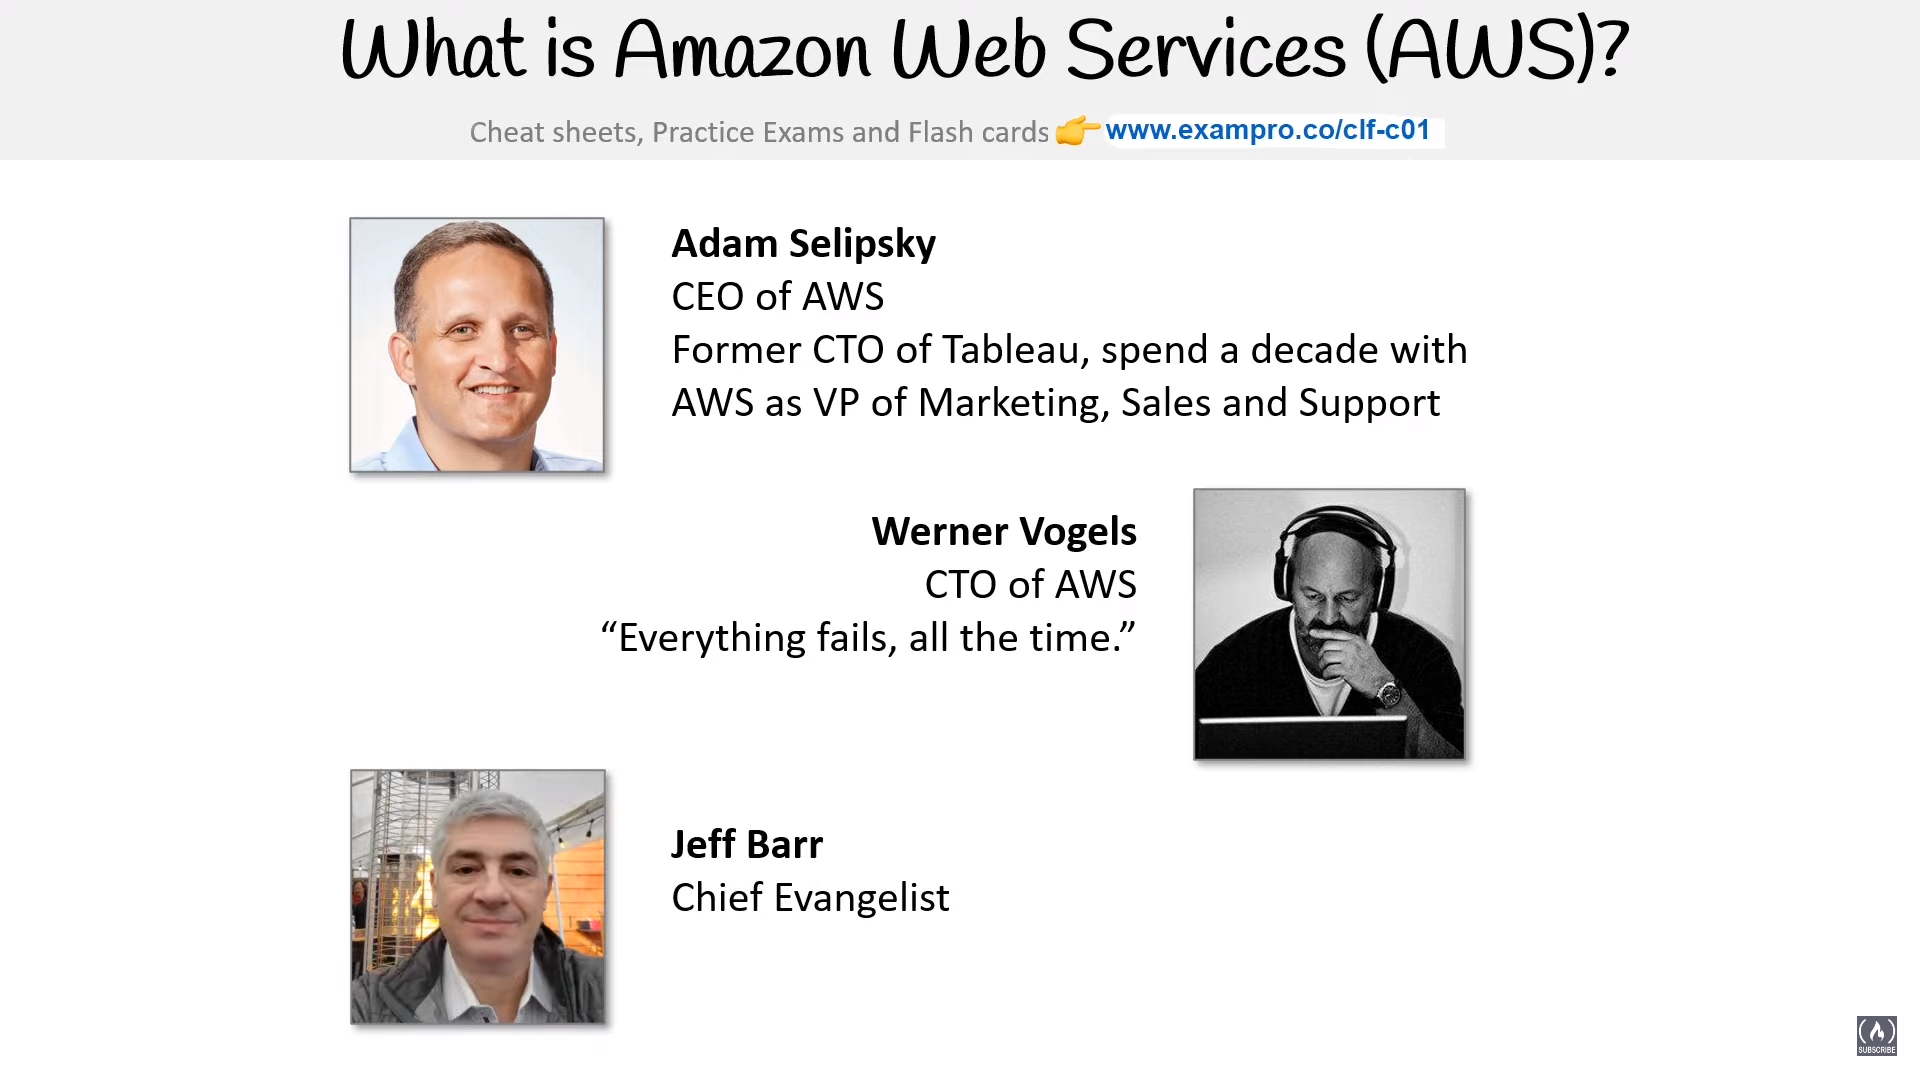 What is Amazon Web Services (AWS)?
Cheat sheets, Practice Exams and Flash cards 👉 www.exampro.co/clf-c01
Adam Selipsky
CEO of AWS
Former CTO of Tableau, spend a decade with
AWS as VP of Marketing, Sales and Support
Werner Vogels
CTO of AWS
“Everything fails, all the time.”
Jeff Barr
Chief Evangelist
SUBSCRIBE